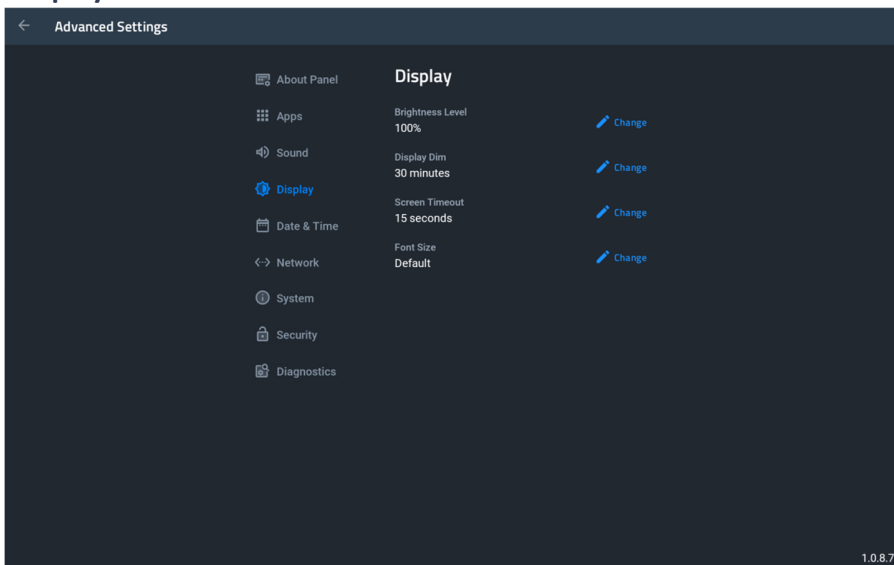 Advanced Settings
About Panel
Apps
Sound
Display
Date & Time
Network
System
Security
Diagnostics
Display
Brightness Level
100%
Change
Display Dim
30 minutes
Change
Screen Timeout
15 seconds
Change
Font Size
Default
Change
1.0.8.7